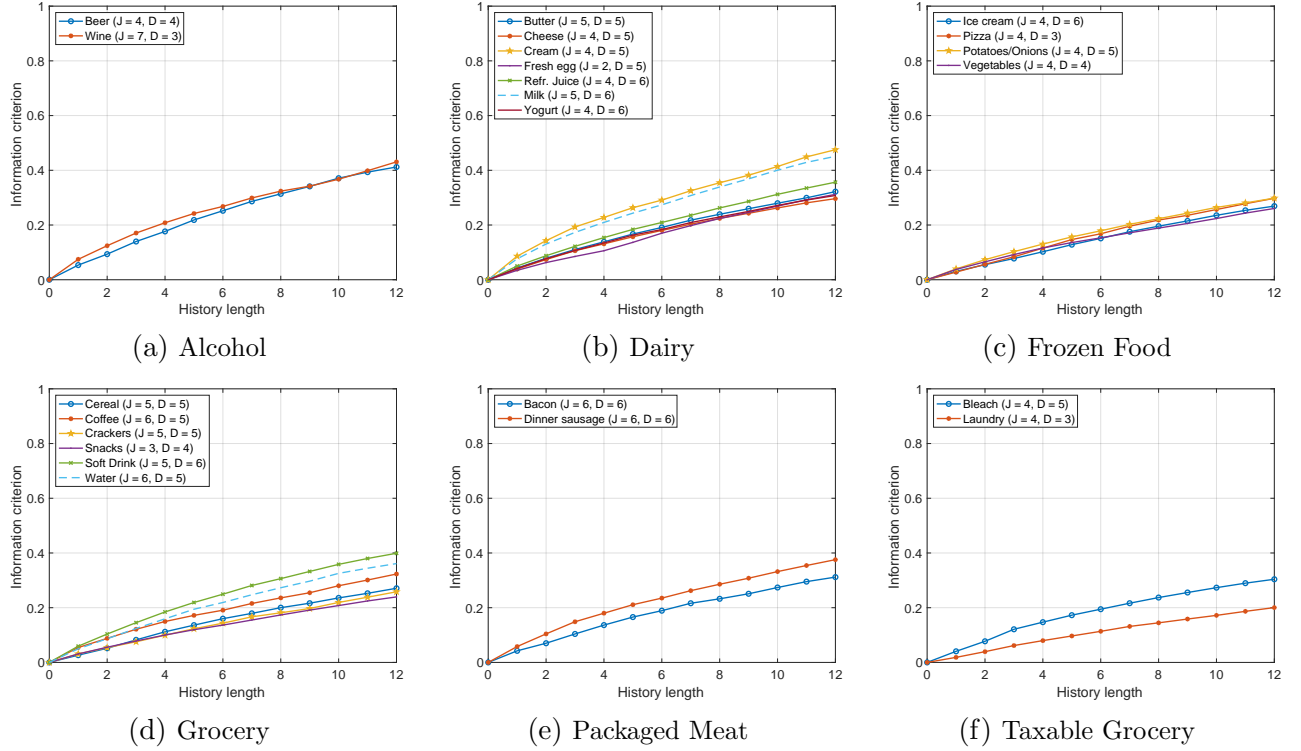 1
0.8
0.6
0.4
0.2
0
Information criterion
Beer (J = 4, D = 4)
Wine (J = 7, D = 3)
0 2 4 6 8 10 12
History length
(a) Alcohol
1
0.8
0.6
0.4
0.2
0
Information criterion
Butter (J = 5, D = 5)
Cheese (J = 4, D = 5)
Cream (J = 4, D = 5)
Fresh egg (J = 2, D = 5)
Refr. Juice (J = 4, D = 6)
Milk (J = 5, D = 6)
Yogurt (J = 4, D = 6)
0 2 4 6 8 10 12
History length
(b) Dairy
1
0.8
0.6
0.4
0.2
0
Information criterion
Ice cream (J = 4, D = 6)
Pizza (J = 4, D = 3)
Potatoes/Onions (J = 4, D = 5)
Vegetables (J = 4, D = 4)
0 2 4 6 8 10 12
History length
(c) Frozen Food
1
0.8
0.6
0.4
0.2
0
Information criterion
Cereal (J = 5, D = 5)
Coffee (J = 6, D = 5)
Crackers (J = 5, D = 5)
Snacks (J = 3, D = 4)
Soft Drink (J = 5, D = 6)
Water (J = 6, D = 5)
0 2 4 6 8 10 12
History length
(d) Grocery
1
0.8
0.6
0.4
0.2
0
Information criterion
Bacon (J = 6, D = 6)
Dinner sausage (J = 6, D = 6)
0 2 4 6 8 10 12
History length
(e) Packaged Meat
1
0.8
0.6
0.4
0.2
0
Information criterion
Bleach (J = 4, D = 5)
Laundry (J = 4, D = 3)
0 2 4 6 8 10 12
History length
(f) Taxable Grocery